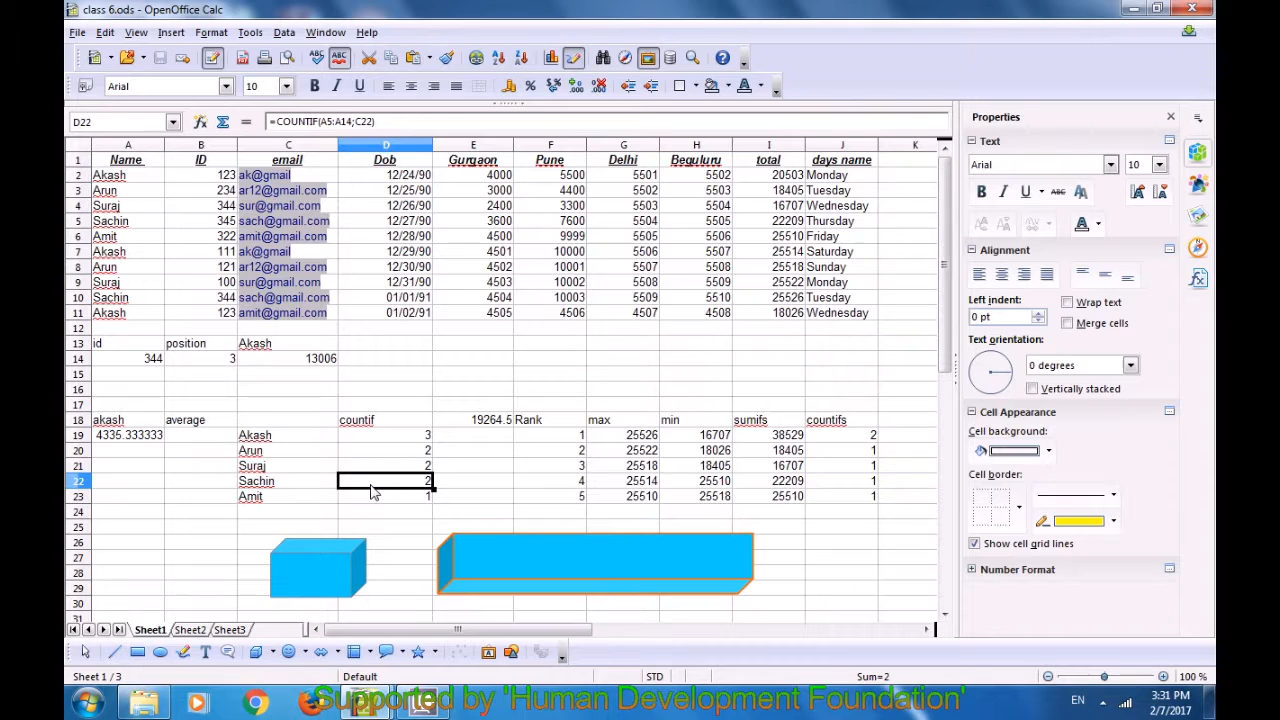 class 6.ods - OpenOffice Calc
File Edit View Insert Format Tools Data Window Help
Arial 10
D22 =COUNTIF(A5:A14;C22)
A B C D E F G H I J K
1 Name ID email Dob Gurgaon Pune Delhi Beguluru total days name
2 Akash 123 ak@gmail 12/24/90 4000 5500 5501 5502 20503 Monday
3 Arun 234 ar12@gmail.com 12/25/90 3000 4400 5502 5503 18405 Tuesday
4 Suraj 344 sur@gmail.com 12/26/90 2400 3300 5503 5504 16707 Wednesday
5 Sachin 345 sach@gmail.com 12/27/90 3600 7600 5504 5505 22209 Thursday
6 Amit 322 amit@gmail.com 12/28/90 4500 9999 5505 5506 25510 Friday
7 Akash 111 ak@gmail 12/29/90 4501 10000 5506 5507 25514 Saturday
8 Arun 121 ar12@gmail.com 12/30/90 4502 10001 5507 5508 25518 Sunday
9 Suraj 100 sur@gmail.com 12/31/90 4503 10002 5508 5509 25522 Monday
10 Sachin 344 sach@gmail.com 01/01/91 4504 10003 5509 5510 25526 Tuesday
11 Akash 123 amit@gmail.com 01/02/91 4505 4506 4507 4508 18026 Wednesday
12
13 id position Akash
14 344 3 13006
15
16
17
18 akash average countif 19264.5 Rank max min sumifs countifs
19 4335.333333 Akash 3 1 25526 16707 38529 2
20 Arun 2 2 25522 18026 18405 1
21 Suraj 2 3 25518 18405 16707 1
22 Sachin 2 4 25514 25510 22209 1
23 Amit 1 5 25510 25518 25510 1
24
25
26
27
28
29
30
31
Sheet1 Sheet2 Sheet3
Properties
Text
Arial 10
Alignment
Left indent:
0 pt
Wrap text
Merge cells
Text orientation:
0 degrees
Vertically stacked
Cell Appearance
Cell background:
Cell border:
Show cell grid lines
Number Format
Sheet 1 / 3 Default STD Sum=2 100 %
Supported by 'Human Development Foundation'
EN 3:31 PM
2/7/2017